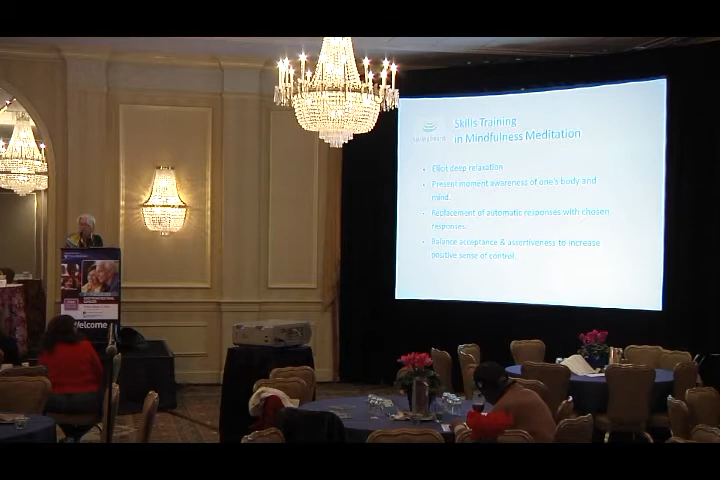 Skills Training
in Mindfulness Meditation
Elicit deep relaxation
Present moment awareness of one's body and
mind.
Replacement of automatic responses with chosen
responses.
Balance acceptance & assertiveness to increase
positive sense of control.
Welcome